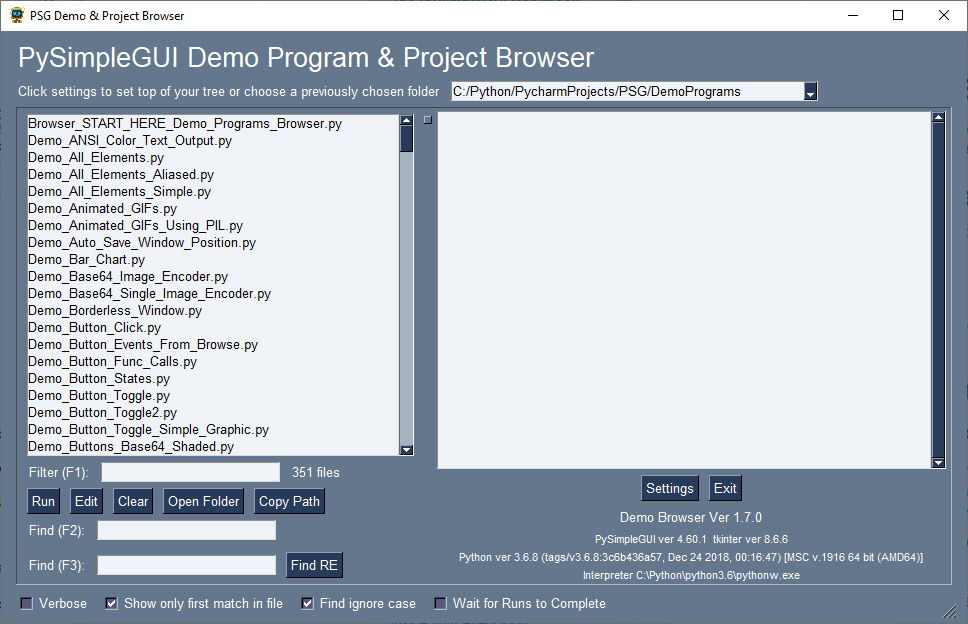 PSG Demo & Project Browser
PySimpleGUI Demo Program & Project Browser
Click settings to set top of your tree or choose a previously chosen folder C:/Python/PycharmProjects/PSG/DemoPrograms
Browser_START_HERE_Demo_Programs_Browser.py
Demo_ANSI_Color_Text_Output.py
Demo_All_Elements.py
Demo_All_Elements_Aliased.py
Demo_All_Elements_Simple.py
Demo_Animated_GIFs.py
Demo_Animated_GIFs_Using_PIL.py
Demo_Auto_Save_Window_Position.py
Demo_Bar_Chart.py
Demo_Base64_Image_Encoder.py
Demo_Base64_Single_Image_Encoder.py
Demo_Borderless_Window.py
Demo_Button_Click.py
Demo_Button_Events_From_Browse.py
Demo_Button_Func_Calls.py
Demo_Button_States.py
Demo_Button_Toggle.py
Demo_Button_Toggle2.py
Demo_Button_Toggle_Simple_Graphic.py
Demo_Buttons_Base64_Shaded.py
Filter (F1): 351 files
Run Edit Clear Open Folder Copy Path
Find (F2):
Find (F3): Find RE
Settings Exit
Demo Browser Ver 1.7.0
PySimpleGUI ver 4.60.1 tkinter ver 8.6.6
Python ver 3.6.8 (tags/v3.6.8:3c6b436a57, Dec 24 2018, 00:16:47) [MSC v.1916 64 bit (AMD64)]
Interpreter C:\Python\python3.6\pythonw.exe
Verbose Show only first match in file Find ignore case Wait for Runs to Complete